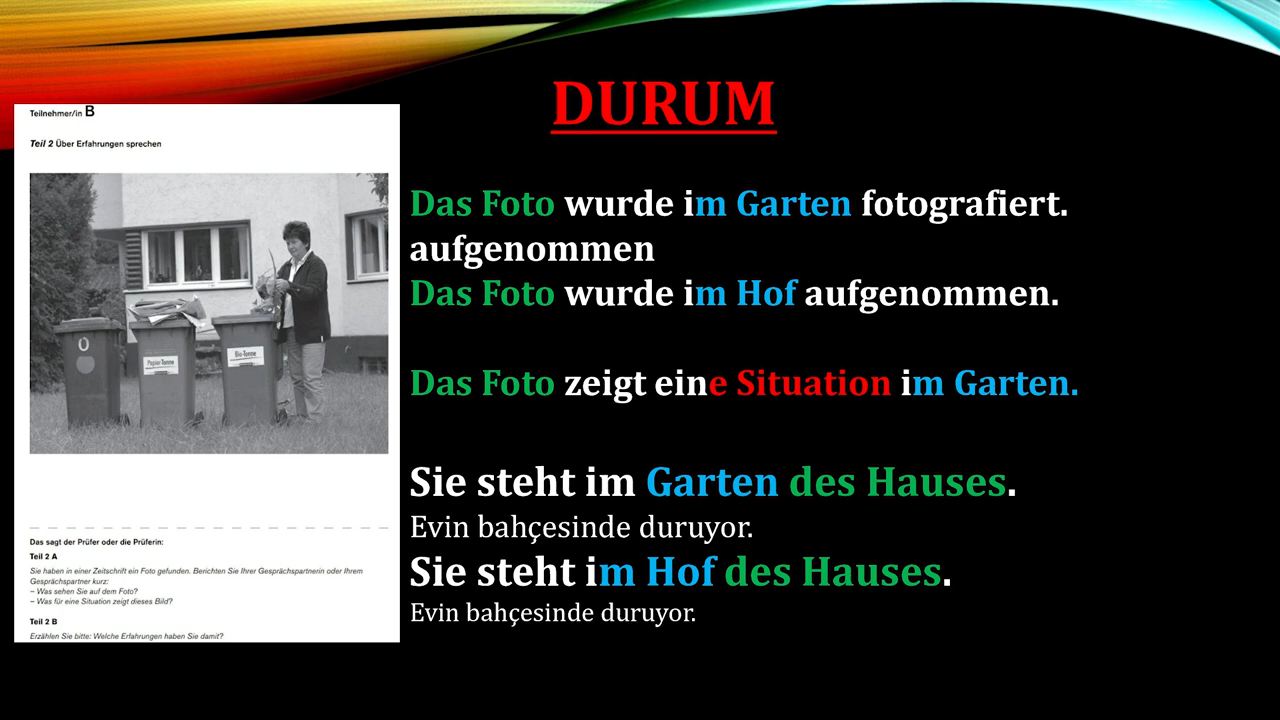 DURUM
Teilnehmer/in B
Teil 2 Über Erfahrungen sprechen
Ö
Papier-Tonne
Bio-Tonne
Das sagt der Prüfer oder die Prüferin:
Teil 2 A
Sie haben in einer Zeitschrift ein Foto gefunden. Berichten Sie Ihrer Gesprächspartnerin oder Ihrem
Gesprächspartner kurz:
– Was sehen Sie auf dem Foto?
– Was für eine Situation zeigt dieses Bild?
Teil 2 B
Erzählen Sie bitte: Welche Erfahrungen haben Sie damit?
Das Foto wurde im Garten fotografiert.
aufgenommen
Das Foto wurde im Hof aufgenommen.
Das Foto zeigt eine Situation im Garten.
Sie steht im Garten des Hauses.
Evin bahçesinde duruyor.
Sie steht im Hof des Hauses.
Evin bahçesinde duruyor.